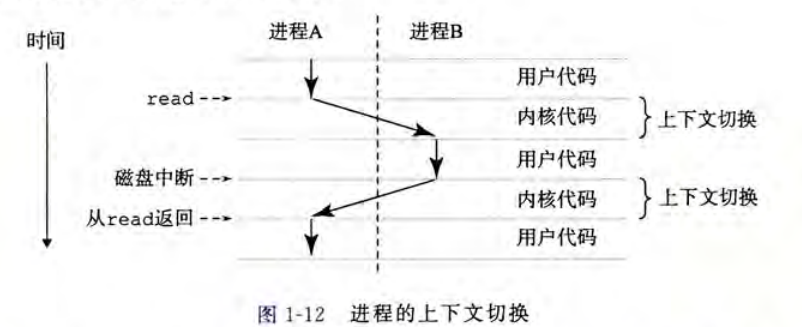 进程A 进程B
时间
用户代码
read
内核代码 上下文切换
用户代码
磁盘中断
内核代码 上下文切换
从read返回
用户代码
图 1-12 进程的上下文切换